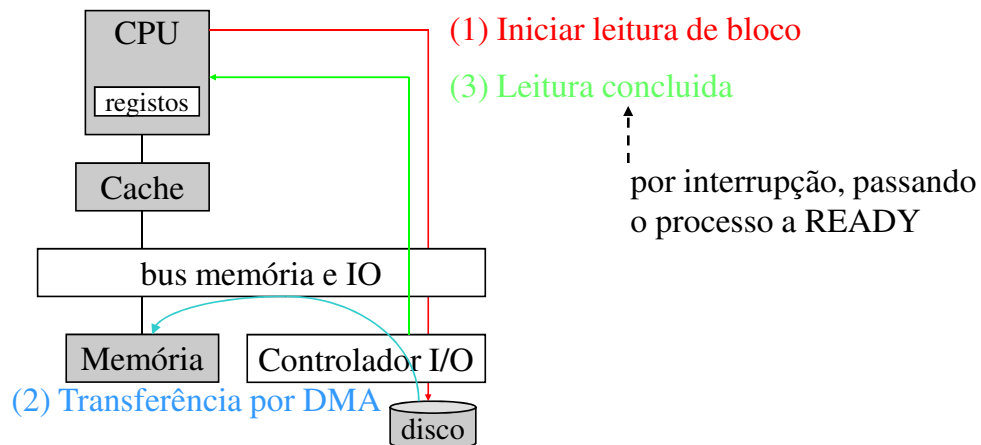 CPU
(1) Iniciar leitura de bloco
(3) Leitura concluida
registos
por interrupção, passando
o processo a READY
Cache
bus memória e IO
Memória
Controlador I/O
(2) Transferência por DMA
disco